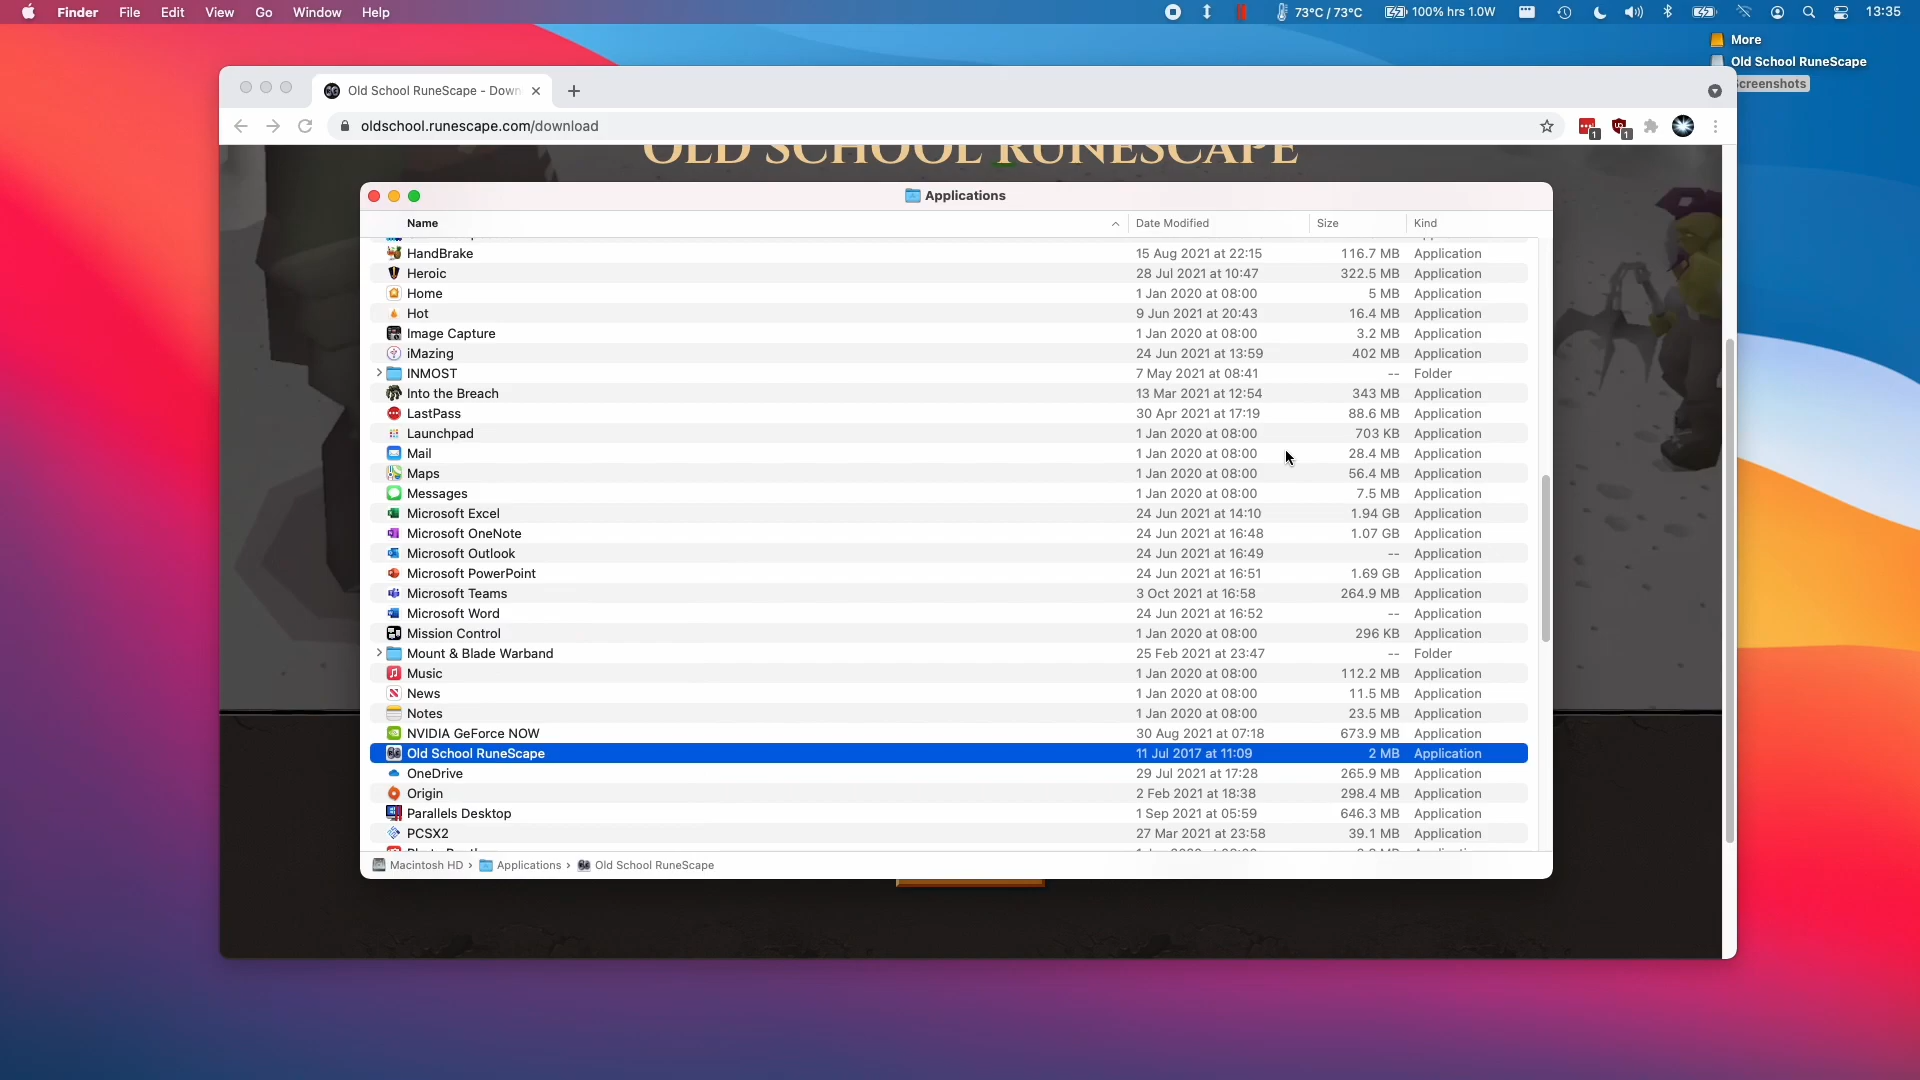 Finder File Edit View Go Window Help 73°C / 73°C 100% hrs 1.0W 13:35
More
Old School RuneScape
Screenshots
Old School RuneScape - Down
oldschool.runescape.com/download 1 1
OLD SCHOOL RUNESCAPE
Applications
Name Date Modified Size Kind
HandBrake 15 Aug 2021 at 22:15 116.7 MB Application
Heroic 28 Jul 2021 at 10:47 322.5 MB Application
Home 1 Jan 2020 at 08:00 5 MB Application
Hot 9 Jun 2021 at 20:43 16.4 MB Application
Image Capture 1 Jan 2020 at 08:00 3.2 MB Application
iMazing 24 Jun 2021 at 13:59 402 MB Application
INMOST 7 May 2021 at 08:41 -- Folder
Into the Breach 13 Mar 2021 at 12:54 343 MB Application
LastPass 30 Apr 2021 at 17:19 88.6 MB Application
Launchpad 1 Jan 2020 at 08:00 703 KB Application
Mail 1 Jan 2020 at 08:00 28.4 MB Application
Maps 1 Jan 2020 at 08:00 56.4 MB Application
Messages 1 Jan 2020 at 08:00 7.5 MB Application
Microsoft Excel 24 Jun 2021 at 14:10 1.94 GB Application
Microsoft OneNote 24 Jun 2021 at 16:48 1.07 GB Application
Microsoft Outlook 24 Jun 2021 at 16:49 -- Application
Microsoft PowerPoint 24 Jun 2021 at 16:51 1.69 GB Application
Microsoft Teams 3 Oct 2021 at 16:58 264.9 MB Application
Microsoft Word 24 Jun 2021 at 16:52 -- Application
Mission Control 1 Jan 2020 at 08:00 296 KB Application
Mount & Blade Warband 25 Feb 2021 at 23:47 -- Folder
Music 1 Jan 2020 at 08:00 112.2 MB Application
News 1 Jan 2020 at 08:00 11.5 MB Application
Notes 1 Jan 2020 at 08:00 23.5 MB Application
NVIDIA GeForce NOW 30 Aug 2021 at 07:18 673.9 MB Application
Old School RuneScape 11 Jul 2017 at 11:09 2 MB Application
OneDrive 29 Jul 2021 at 17:28 265.9 MB Application
Origin 2 Feb 2021 at 18:38 298.4 MB Application
Parallels Desktop 1 Sep 2021 at 05:59 646.3 MB Application
PCSX2 27 Mar 2021 at 23:58 39.1 MB Application
Macintosh HD › Applications › Old School RuneScape